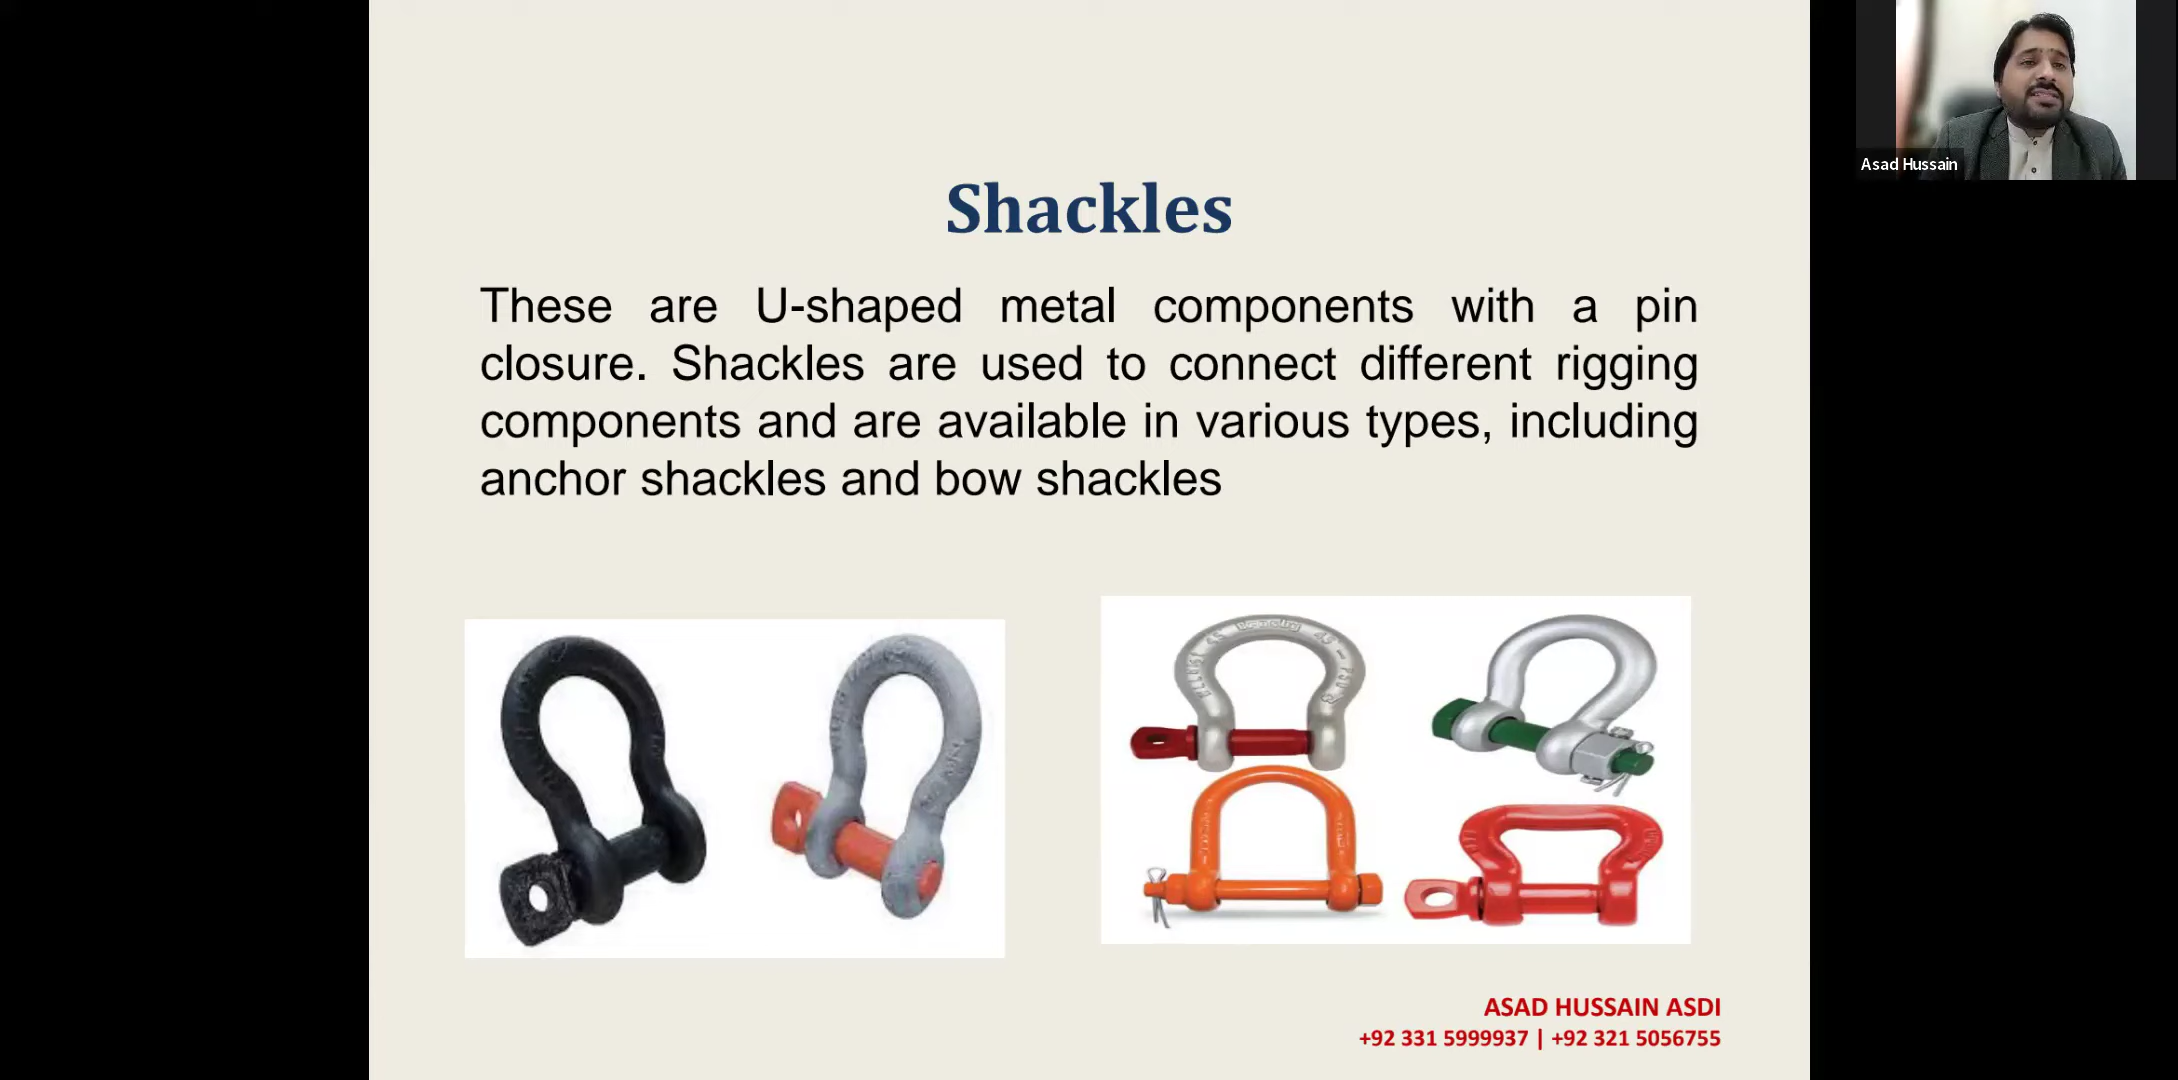 Asad Hussain
Shackles
These are U-shaped metal components with a pin
closure. Shackles are used to connect different rigging
components and are available in various types, including
anchor shackles and bow shackles
ASAD HUSSAIN ASDI
+92 331 5999937 | +92 321 5056755